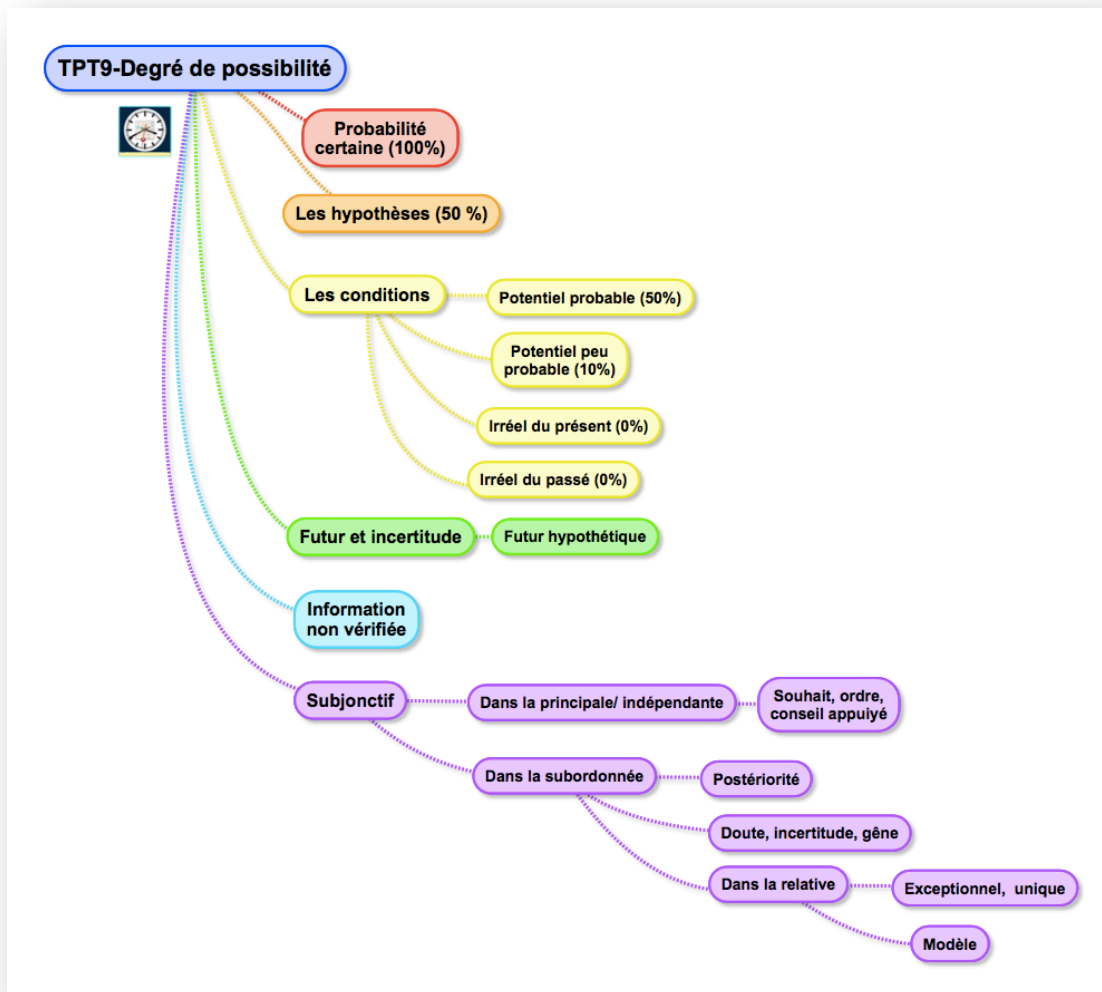 TPT9-Degré de possibilité
Probabilité
certaine (100%)
Les hypothèses (50 %)
Les conditions
Potentiel probable (50%)
Potentiel peu
probable (10%)
Irréel du présent (0%)
Irréel du passé (0%)
Futur et incertitude
Futur hypothétique
Information
non vérifiée
Subjonctif
Dans la principale/ indépendante
Souhait, ordre,
conseil appuiyé
Dans la subordonnée
Postériorité
Doute, incertitude, gêne
Dans la relative
Exceptionnel, unique
Modèle